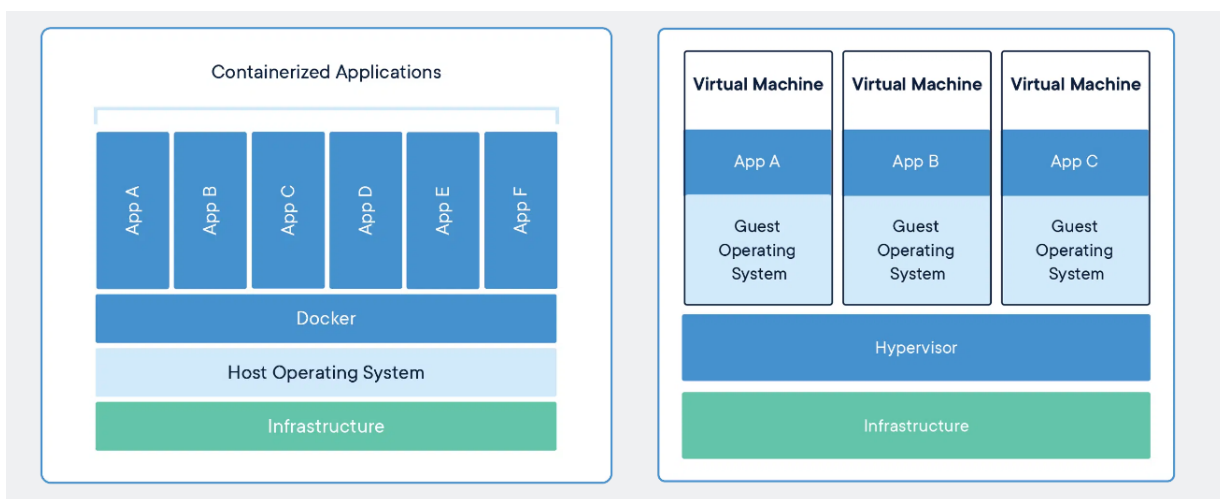 Containerized Applications
App A
App B
App C
App D
App E
App F
Docker
Host Operating System
Infrastructure
Virtual Machine
App A
Guest
Operating
System
Virtual Machine
App B
Guest
Operating
System
Virtual Machine
App C
Guest
Operating
System
Hypervisor
Infrastructure